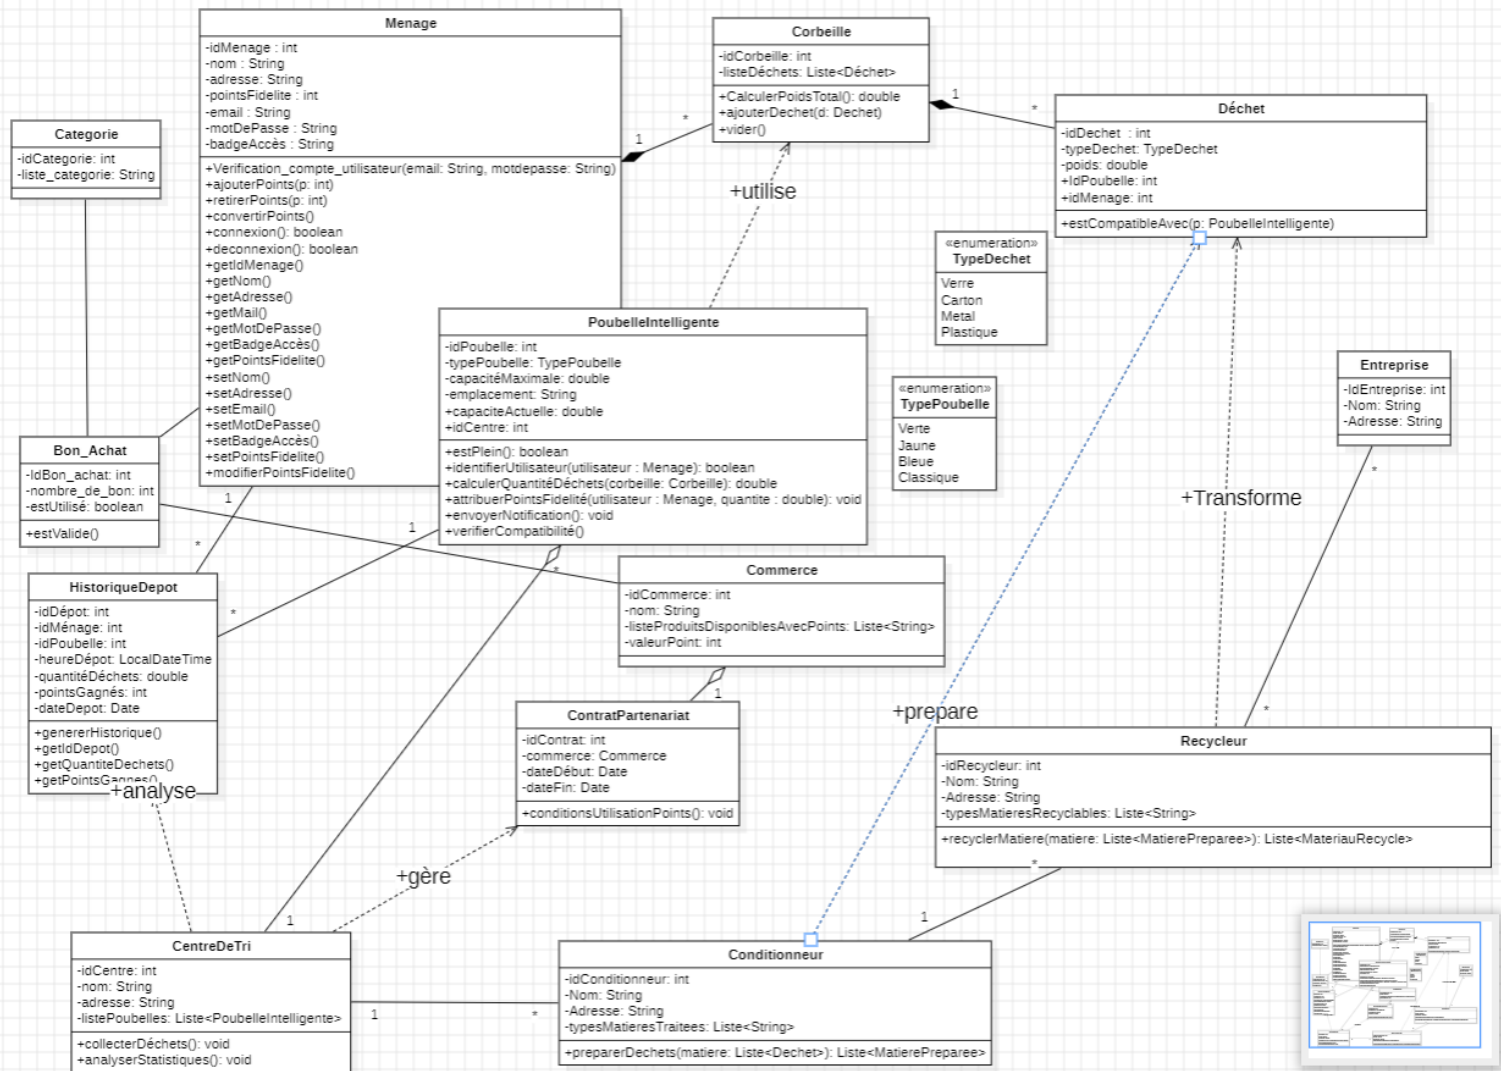 Menage
-idMenage : int
-nom : String
-adresse: String
-pointsFidelite : int
-email : String
-motDePasse : String
-badgeAccès : String
+Verification_compte_utilisateur(email: String, motdepasse: String)
+ajouterPoints(p: int)
+retirerPoints(p: int)
+convertirPoints()
+connexion(): boolean
+deconnexion(): boolean
+getIdMenage()
+getNom()
+getAdresse()
+getMail()
+getMotDePasse()
+getBadgeAccès()
+getPointsFidelite()
+setNom()
+setAdresse()
+setEmail()
+setMotDePasse()
+setBadgeAccès()
+setPointsFidelite()
+modifierPointsFidelite()
1
*
Corbeille
-idCorbeille: int
-listeDéchets: Liste<Déchet>
+CalculerPoidsTotal(): double
+ajouterDechet(d: Dechet)
+vider()
1
*
Déchet
-idDechet : int
-typeDechet: TypeDechet
-poids: double
+IdPoubelle: int
+idMenage: int
+estCompatibleAvec(p: PoubelleIntelligente)
Categorie
-idCategorie: int
-liste_categorie: String
+utilise
«enumeration»
TypeDechet
Verre
Carton
Metal
Plastique
PoubelleIntelligente
-idPoubelle: int
-typePoubelle: TypePoubelle
-capacitéMaximale: double
-emplacement: String
+capaciteActuelle: double
+idCentre: int
+estPlein(): boolean
+identifierUtilisateur(utilisateur : Menage): boolean
+calculerQuantitéDéchets(corbeille: Corbeille): double
+attribuerPointsFidelité(utilisateur : Menage, quantite : double): void
+envoyerNotification(): void
+verifierCompatibilité()
«enumeration»
TypePoubelle
Verte
Jaune
Bleue
Classique
Entreprise
-IdEntreprise: int
-Nom: String
-Adresse: String
*
+Transforme
*
Bon_Achat
-IdBon_achat: int
-nombre_de_bon: int
-estUtilisé: boolean
+estValide()
1
*
1
*
*
HistoriqueDepot
-idDépot: int
-idMénage: int
-idPoubelle: int
-heureDépot: LocalDateTime
-quantitéDéchets: double
-pointsGagnés: int
-dateDepot: Date
+genererHistorique()
+getIdDepot()
+getQuantiteDechets()
+getPointsGagnes()
+analyse
Commerce
-idCommerce: int
-nom: String
-listeProduitsDisponiblesAvecPoints: Liste<String>
-valeurPoint: int
1
ContratPartenariat
-idContrat: int
-commerce: Commerce
-dateDébut: Date
-dateFin: Date
+conditionsUtilisationPoints(): void
+prepare
Recycleur
-idRecycleur: int
-Nom: String
-Adresse: String
-typesMatieresRecyclables: Liste<String>
+recyclerMatiere(matiere: Liste<MatierePreparee>): Liste<MateriauRecycle>
*
1
+gère
1
CentreDeTri
-idCentre: int
-nom: String
-adresse: String
-listePoubelles: Liste<PoubelleIntelligente>
+collecterDéchets(): void
+analyserStatistiques(): void
1
*
Conditionneur
-idConditionneur: int
-Nom: String
-Adresse: String
-typesMatieresTraitees: Liste<String>
+preparerDechets(matiere: Liste<Dechet>): Liste<MatierePreparee>